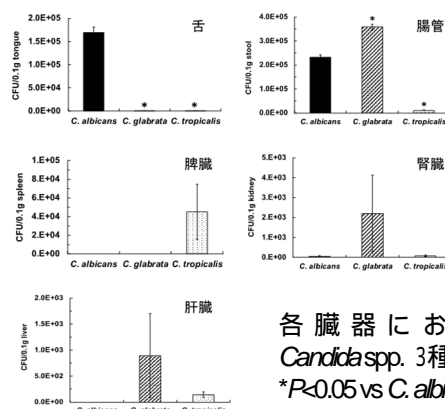 舌
2.0E+05
1.5E+05
1.0E+05
5.0E+04
0.0E+00
CFU/0.1g tongue
* *
C. albicans C. glabrata C. tropicalis
腸管
4.0E+05
3.0E+05
2.0E+05
1.0E+05
0.0E+00
CFU/0.1g stool
* *
C. albicans C. glabrata C. tropicalis
脾臓
1.E+05
8.E+04
6.E+04
4.E+04
2.E+04
0.E+00
CFU/0.1g spleen
C. albicans C. glabrata C. tropicalis
腎臓
5.E+03
4.E+03
3.E+03
2.E+03
1.E+03
0.E+00
CFU/0.1g kidney
C. albicans C. glabrata C. tropicalis
肝臓
2.0E+03
1.5E+03
1.0E+03
5.0E+02
0.0E+00
CFU/0.1g liver
各臓器にお
Candida spp. 3種
*P<0.05 vs C. albi